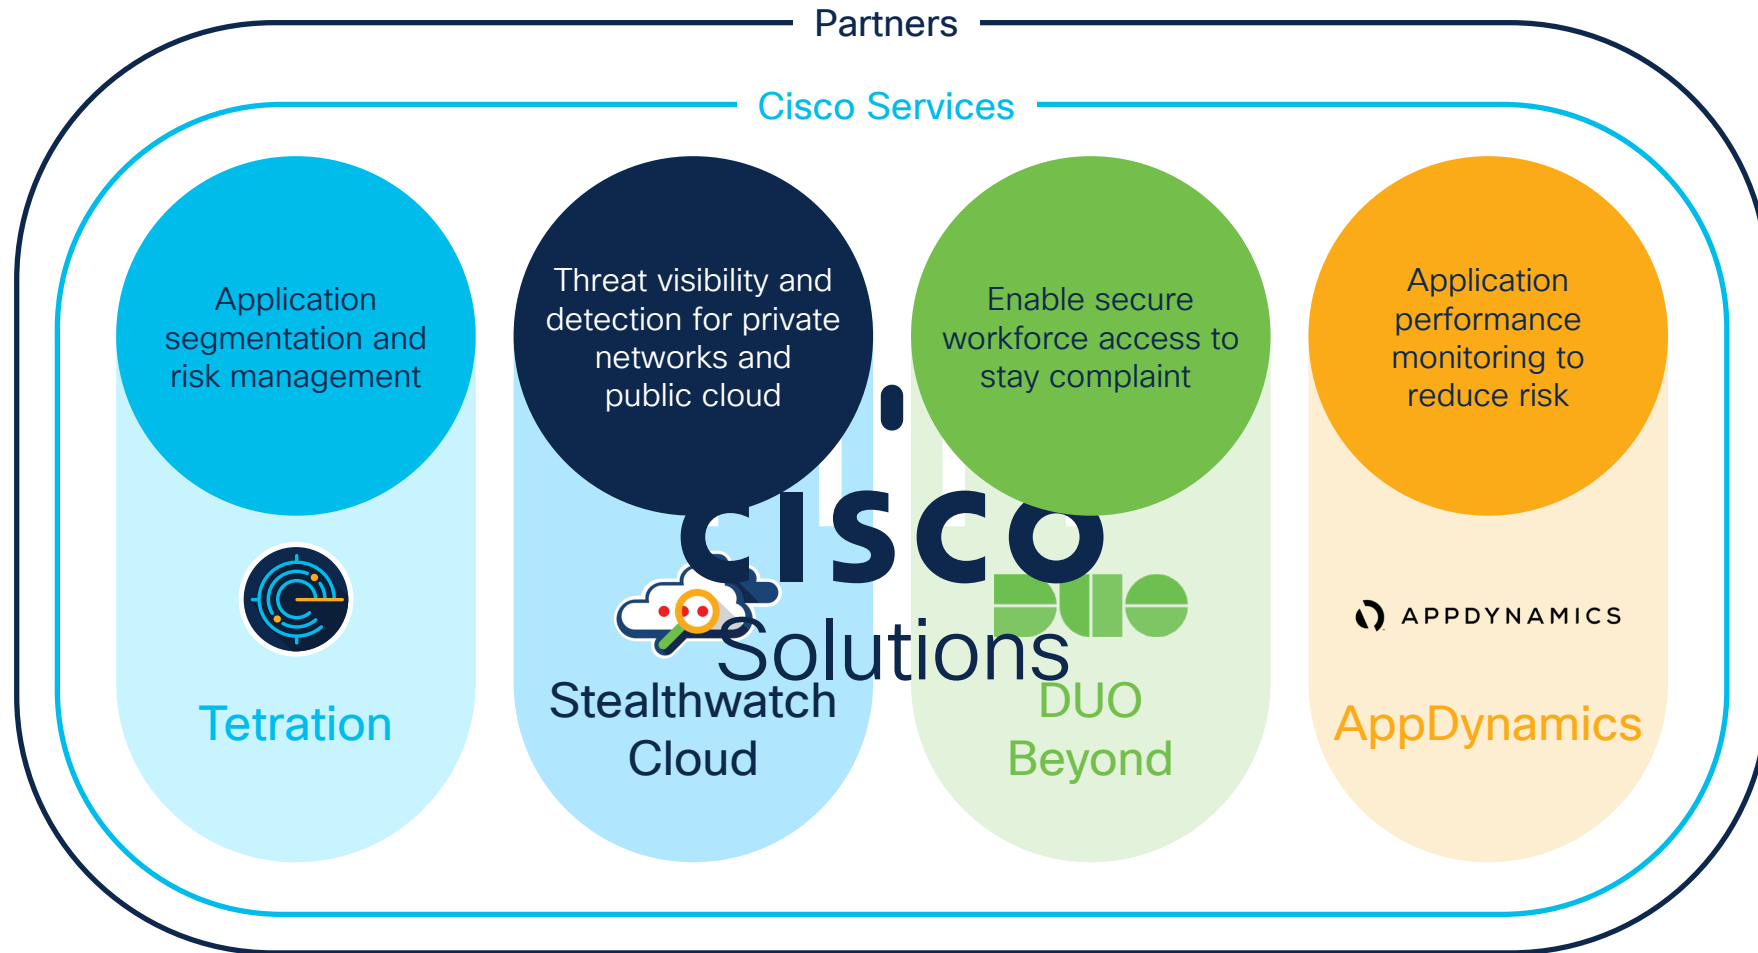 Partners
Cisco Services
Application
segmentation and
risk management
Threat visibility and
detection for private
networks and
public cloud
Enable secure
workforce access to
stay complaint
Application
performance
monitoring to
reduce risk
CISCO
Solutions
DUO
APPDYNAMICS
Tetration
Stealthwatch
Cloud
DUO
Beyond
AppDynamics